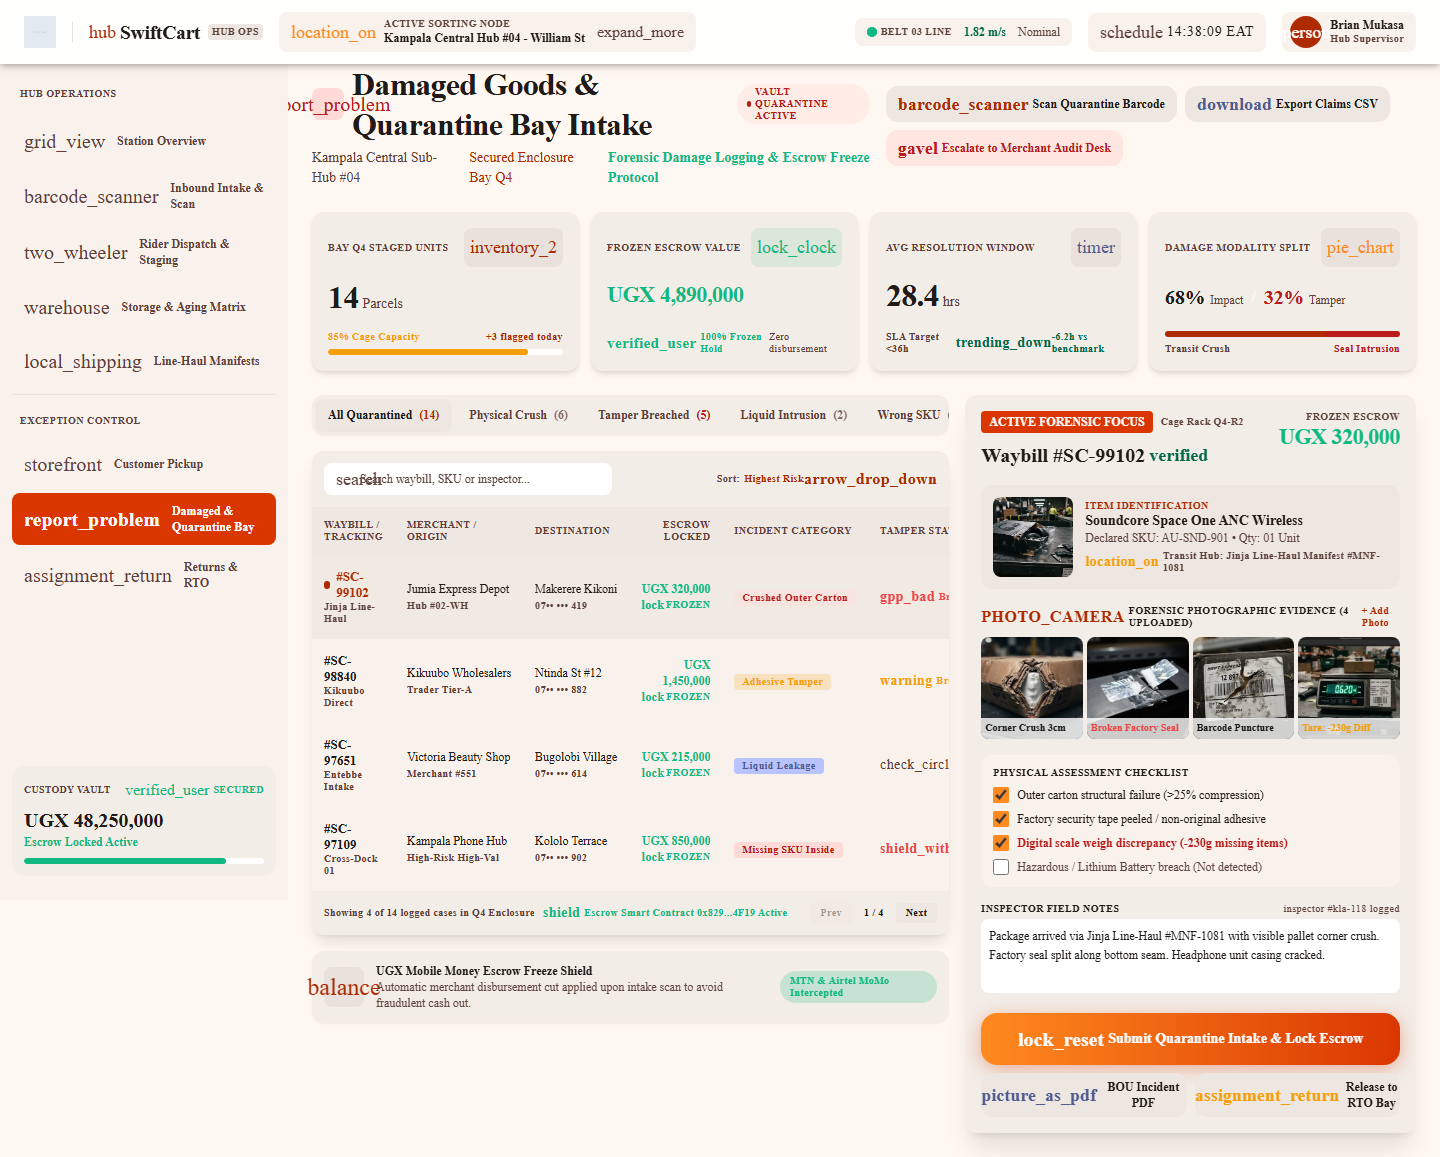 hub SwiftCart HUB OPS
location_on ACTIVE SORTING NODE
Kampala Central Hub #04 - William St expand_more
BELT 03 LINE 1.82 m/s Nominal
schedule 14:38:09 EAT
person Brian Mukasa
Hub Supervisor
HUB OPERATIONS
grid_view Station Overview
barcode_scanner Inbound Intake &
Scan
two_wheeler Rider Dispatch &
Staging
warehouse Storage & Aging Matrix
local_shipping Line-Haul Manifests
EXCEPTION CONTROL
storefront Customer Pickup
report_problem Damaged &
Quarantine Bay
assignment_return Returns &
RTO
CUSTODY VAULT verified_user SECURED
UGX 48,250,000
Escrow Locked Active
ort_problem Damaged Goods &
Quarantine Bay Intake
VAULT
QUARANTINE
ACTIVE
Kampala Central Sub-
Hub #04
Secured Enclosure
Bay Q4
Forensic Damage Logging & Escrow Freeze
Protocol
barcode_scanner Scan Quarantine Barcode
download Export Claims CSV
gavel Escalate to Merchant Audit Desk
BAY Q4 STAGED UNITS inventory_2
14 Parcels
85% Cage Capacity +3 flagged today
FROZEN ESCROW VALUE lock_clock
UGX 4,890,000
verified_user 100% Frozen
Hold
Zero
disbursement
AVG RESOLUTION WINDOW timer
28.4 hrs
SLA Target
<36h
trending_down -6.2h vs
benchmark
DAMAGE MODALITY SPLIT pie_chart
68% Impact / 32% Tamper
Transit Crush Seal Intrusion
All Quarantined (14) Physical Crush (6) Tamper Breached (5) Liquid Intrusion (2) Wrong SKU (
search Search waybill, SKU or inspector...
Sort: Highest Risk arrow_drop_down
WAYBILL /
TRACKING
MERCHANT /
ORIGIN
DESTINATION
ESCROW
LOCKED
INCIDENT CATEGORY
TAMPER STA
#SC-
99102
Jinja Line-
Haul
Jumia Express Depot
Hub #02-WH
Makerere Kikoni
07•• ••• 419
UGX 320,000
lock FROZEN
Crushed Outer Carton
gpp_bad Br
#SC-
98840
Kikuubo
Direct
Kikuubo Wholesalers
Trader Tier-A
Ntinda St #12
07•• ••• 882
UGX
1,450,000
lock FROZEN
Adhesive Tamper
warning Br
#SC-
97651
Entebbe
Intake
Victoria Beauty Shop
Merchant #551
Bugolobi Village
07•• ••• 614
UGX 215,000
lock FROZEN
Liquid Leakage
check_circl
#SC-
97109
Cross-Dock
01
Kampala Phone Hub
High-Risk High-Val
Kololo Terrace
07•• ••• 902
UGX 850,000
lock FROZEN
Missing SKU Inside
shield_with
Showing 4 of 14 logged cases in Q4 Enclosure shield Escrow Smart Contract 0x829...4F19 Active Prev 1 / 4 Next
balance UGX Mobile Money Escrow Freeze Shield
Automatic merchant disbursement cut applied upon intake scan to avoid
fraudulent cash out.
MTN & Airtel MoMo
Intercepted
ACTIVE FORENSIC FOCUS Cage Rack Q4-R2
FROZEN ESCROW
UGX 320,000
Waybill #SC-99102 verified
ITEM IDENTIFICATION
Soundcore Space One ANC Wireless
Declared SKU: AU-SND-901 • Qty: 01 Unit
location_on Transit Hub: Jinja Line-Haul Manifest #MNF-
1081
PHOTO_CAMERA FORENSIC PHOTOGRAPHIC EVIDENCE (4
UPLOADED)
+ Add
Photo
Corner Crush 3cm
Broken Factory Seal
Barcode Puncture
Tare: -230g Diff
PHYSICAL ASSESSMENT CHECKLIST
Outer carton structural failure (>25% compression)
Factory security tape peeled / non-original adhesive
Digital scale weigh discrepancy (-230g missing items)
Hazardous / Lithium Battery breach (Not detected)
INSPECTOR FIELD NOTES inspector #kla-118 logged
Package arrived via Jinja Line-Haul #MNF-1081 with visible pallet corner crush.
Factory seal split along bottom seam. Headphone unit casing cracked.
lock_reset Submit Quarantine Intake & Lock Escrow
picture_as_pdf BOU Incident
PDF
assignment_return Release to
RTO Bay